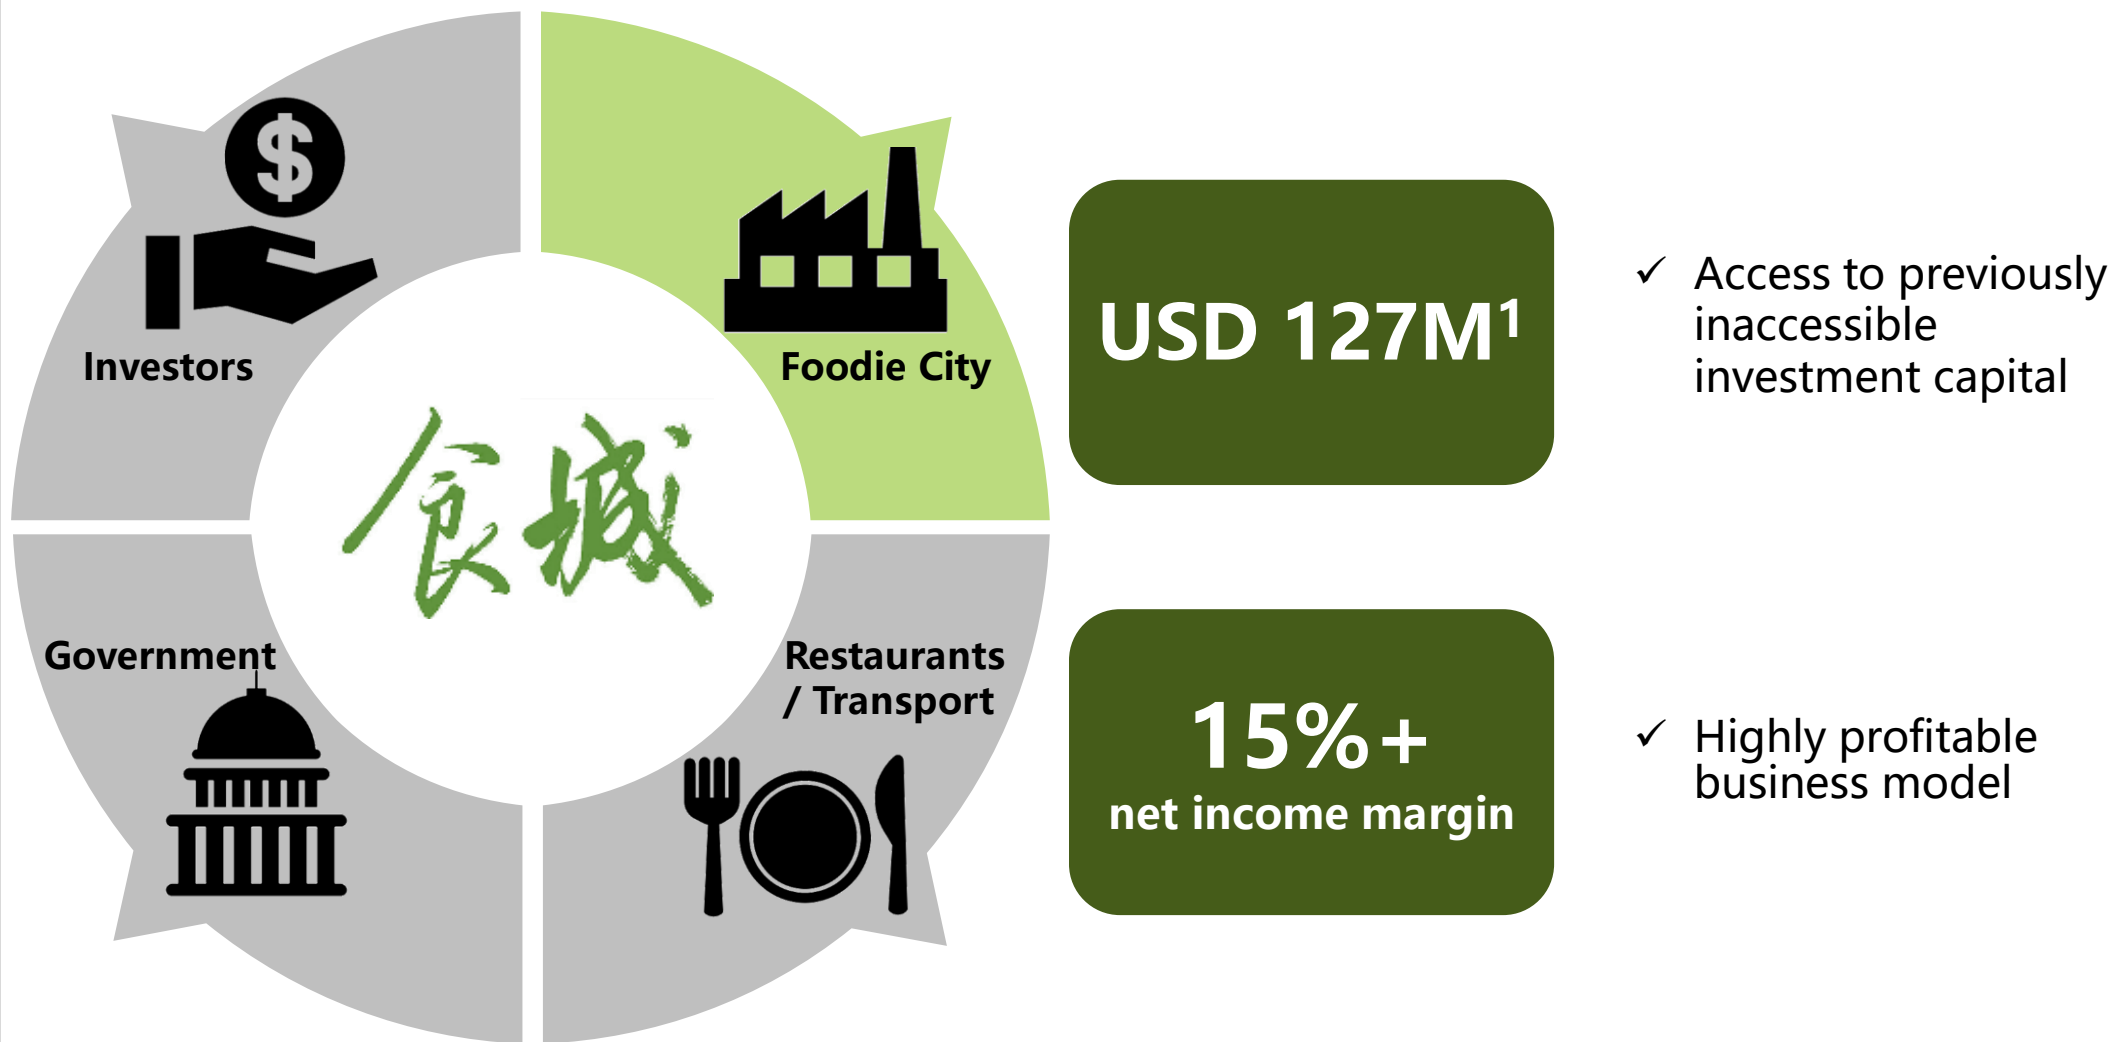 $
Investors
Foodie City
食城
Government
Restaurants
/ Transport
USD 127M¹
15%+
net income margin
✓ Access to previously
inaccessible
investment capital
✓ Highly profitable
business model